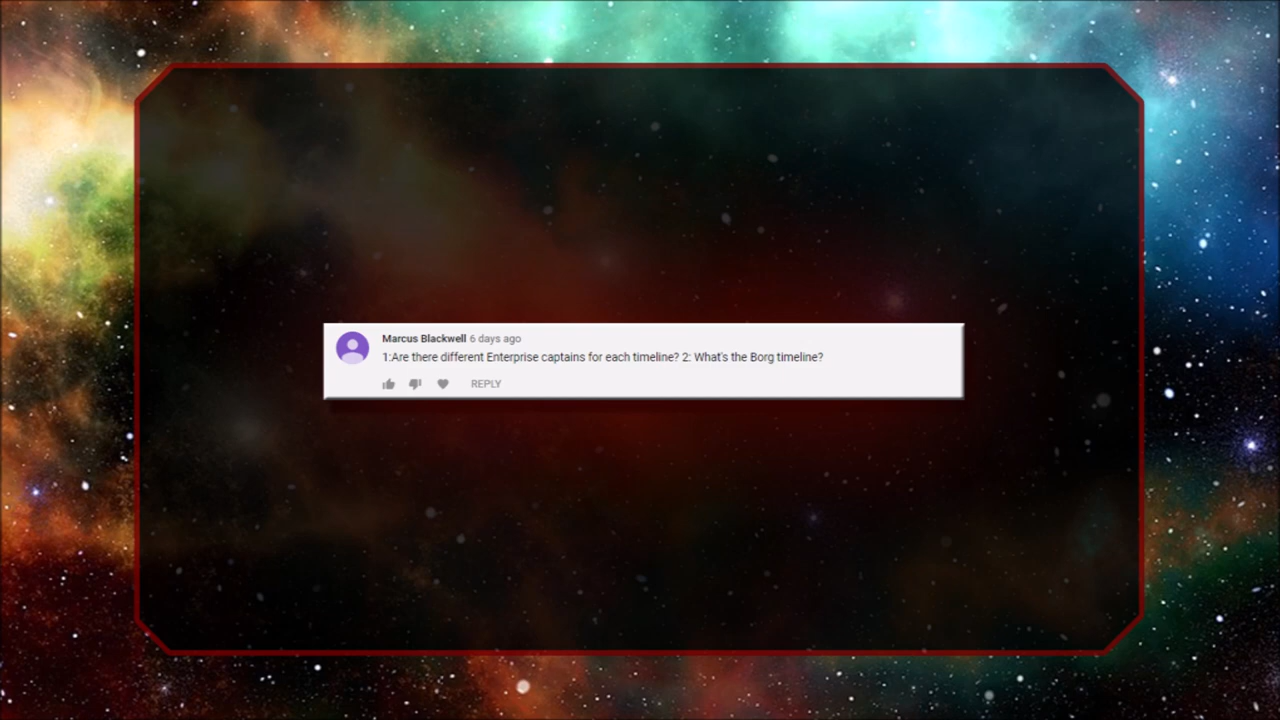 Marcus Blackwell 6 days ago
1:Are there different Enterprise captains for each timeline? 2: What's the Borg timeline?
REPLY